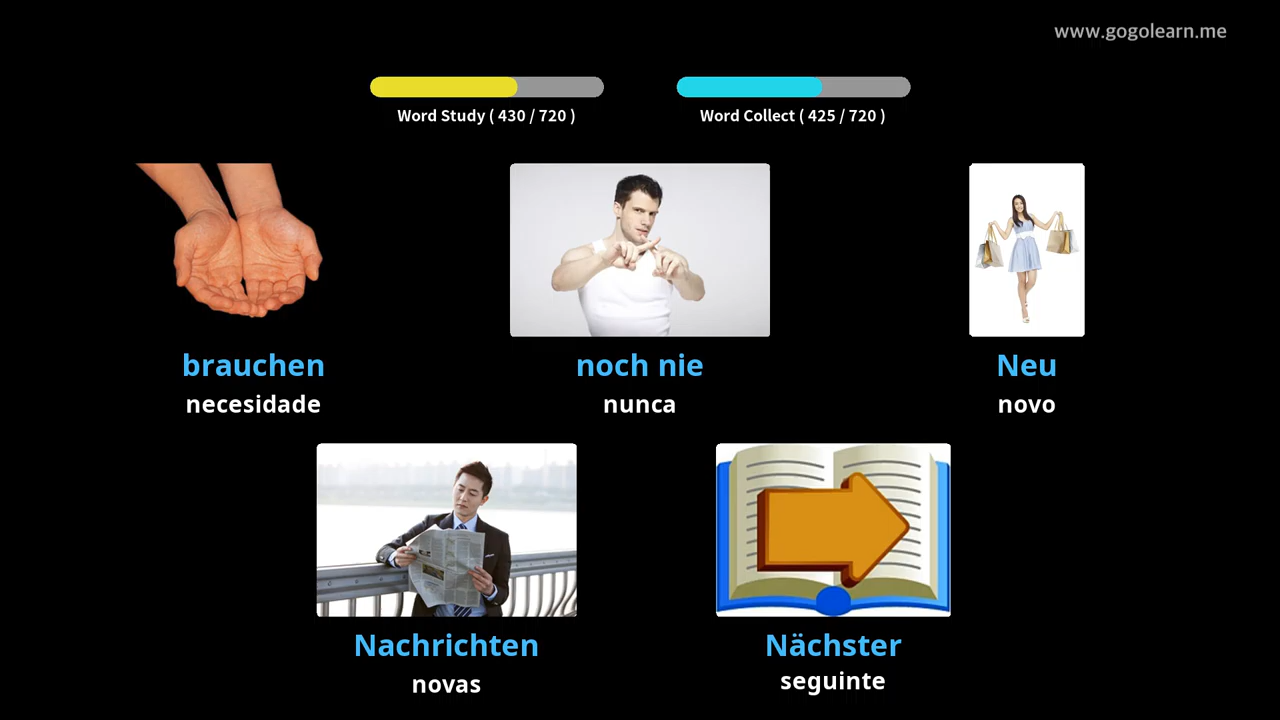 www.gogolearn.me
Word Study ( 430 / 720 )
Word Collect ( 425 / 720 )
brauchen
necesidade
noch nie
nunca
Neu
novo
Nachrichten
novas
Nächster
seguinte